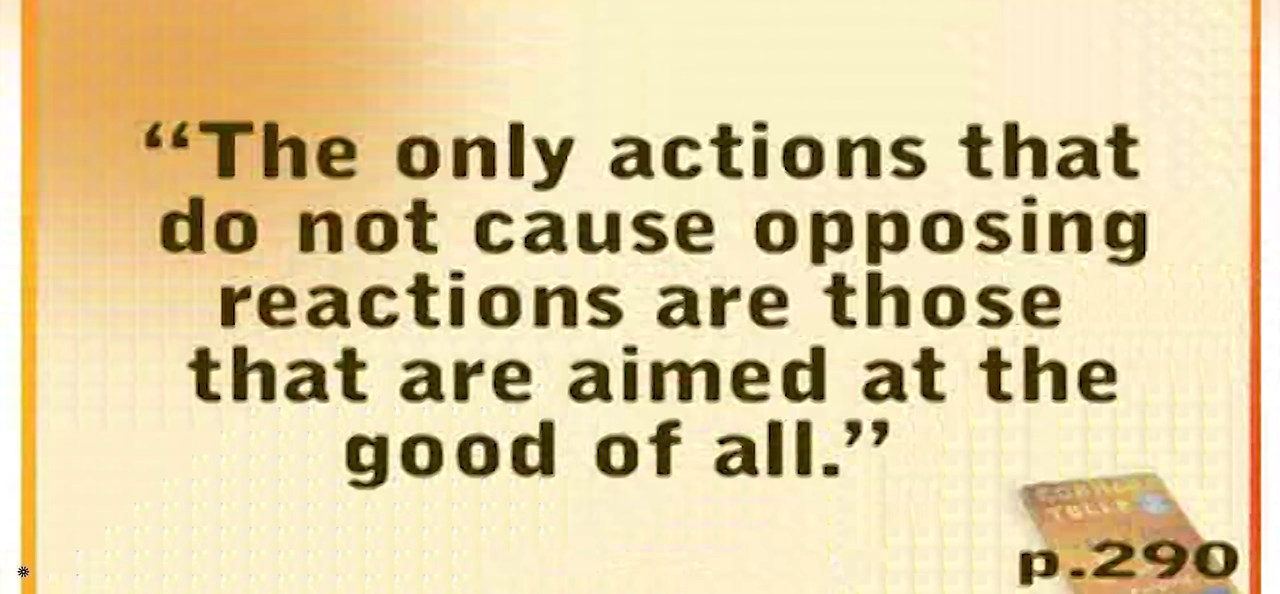 “The only actions that
do not cause opposing
reactions are those
that are aimed at the
good of all.”
TOLLE
p.290